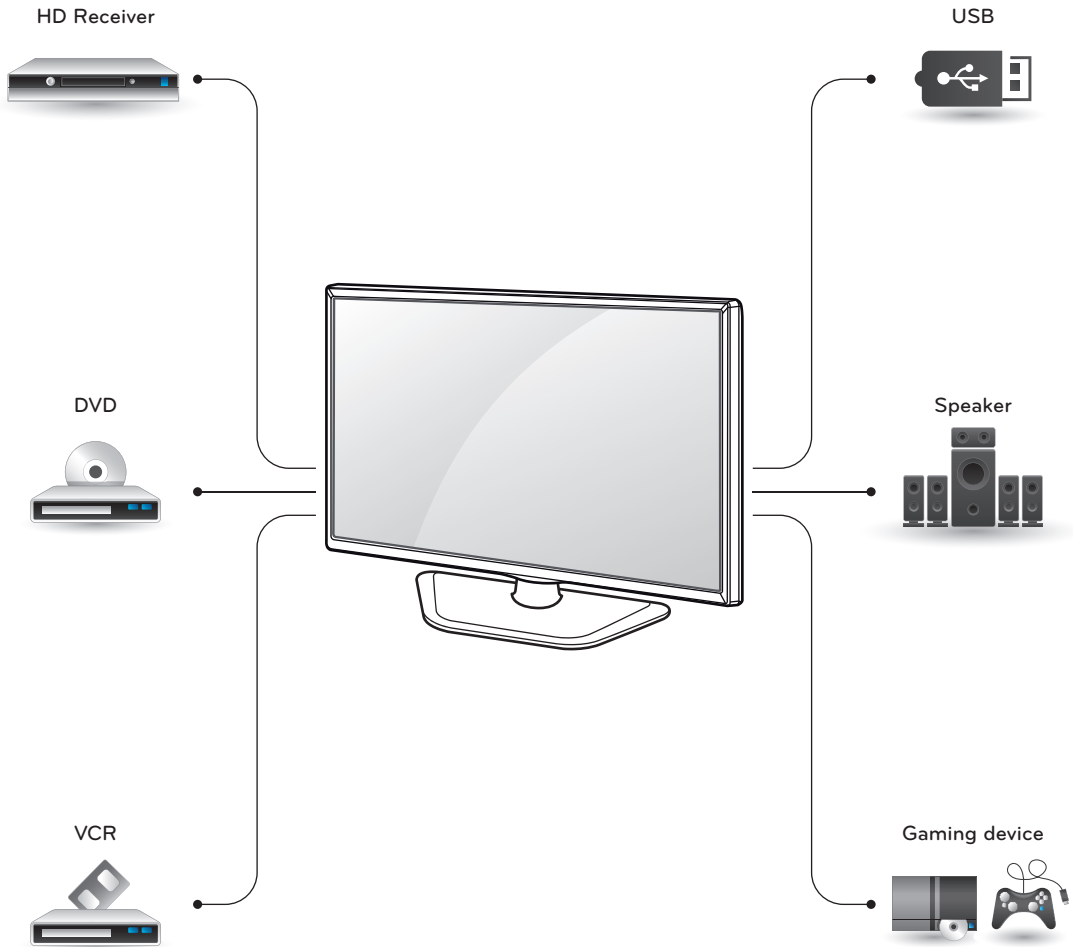 HD Receiver
USB
DVD
Speaker
VCR
Gaming device